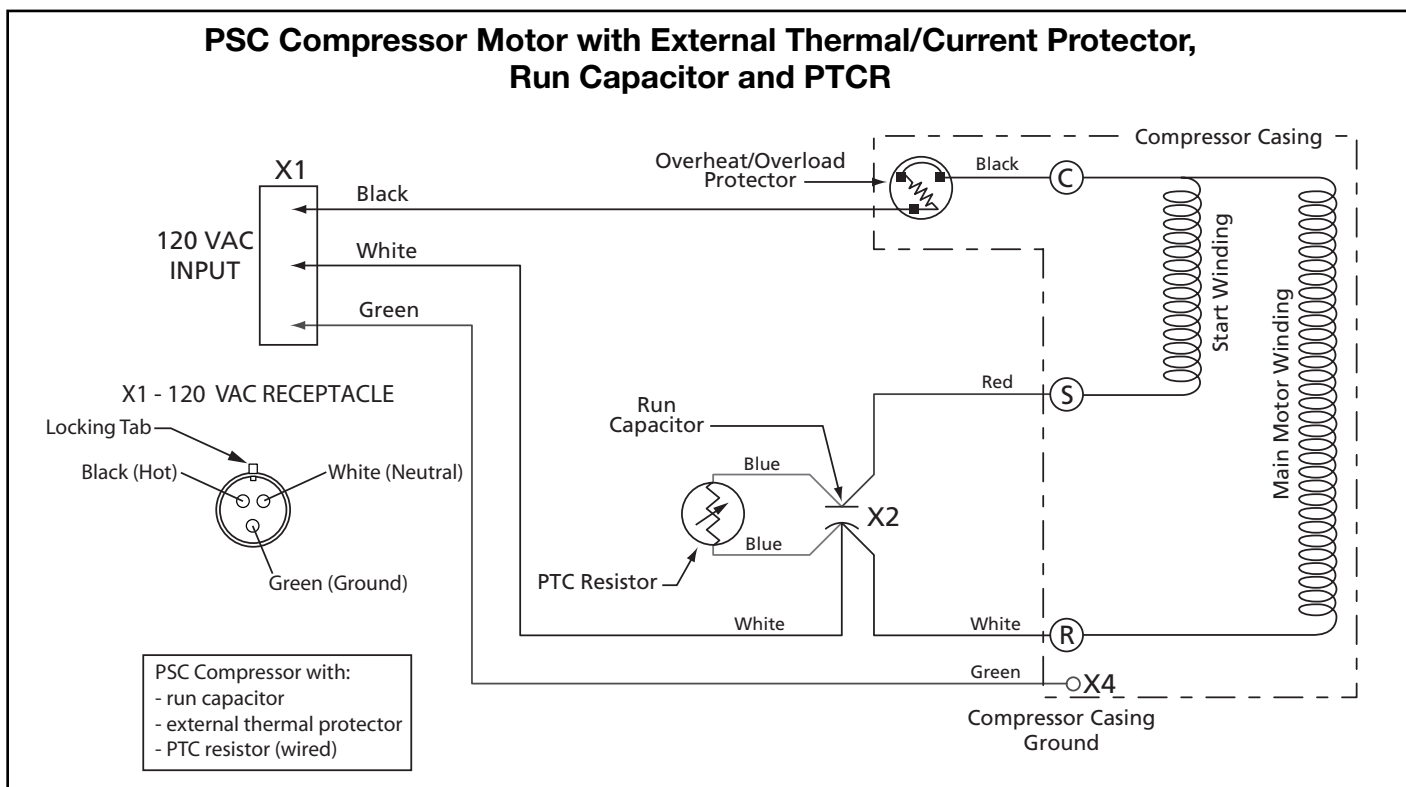 PSC Compressor Motor with External Thermal/Current Protector,
Run Capacitor and PTCR
Compressor Casing
Overheat/Overload
Protector
Black
C
X1
Black
120 VAC
INPUT
White
Green
Start Winding
Main Motor Winding
X1 - 120 VAC RECEPTACLE
Locking Tab
Black (Hot)
White (Neutral)
Green (Ground)
Red
S
Run
Capacitor
Blue
X2
Blue
PTC Resistor
White
White
R
Green
X4
Compressor Casing
Ground
PSC Compressor with:
- run capacitor
- external thermal protector
- PTC resistor (wired)